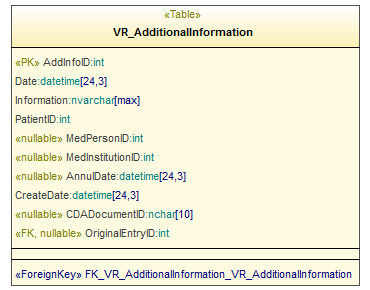 «Table»
VR_AdditionalInformation
«PK» AddInfoID:int
Date:datetime[24,3]
Information:nvarchar[max]
PatientID:int
«nullable» MedPersonID:int
«nullable» MedInstitutionID:int
«nullable» AnnulDate:datetime[24,3]
CreateDate:datetime[24,3]
«nullable» CDADocumentID:nchar[10]
«FK, nullable» OriginalEntryID:int
«ForeignKey» FK_VR_AdditionalInformation_VR_AdditionalInformation